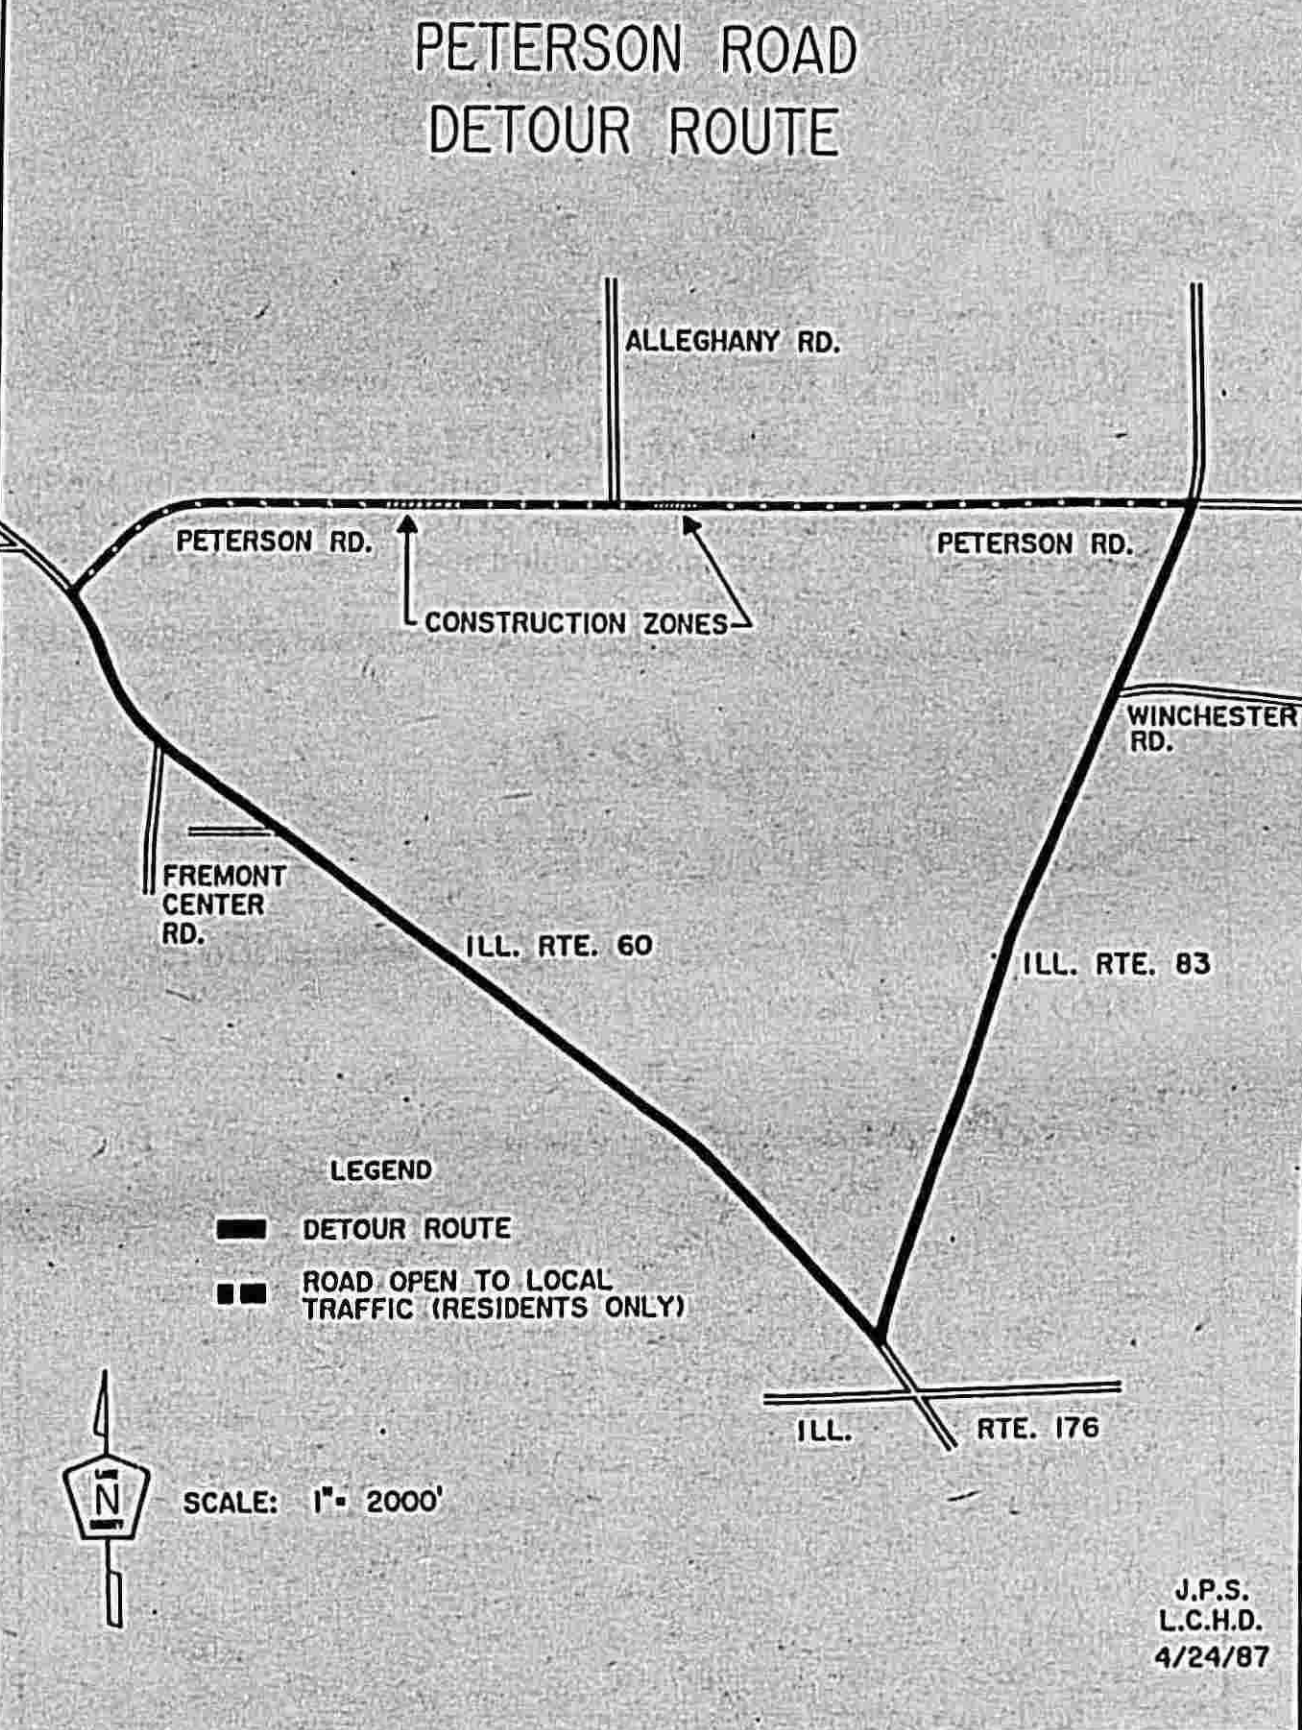 PETERSON ROAD
DETOUR ROUTE
ALLEGHANY RD.
PETERSON RD.
PETERSON RD.
CONSTRUCTION ZONES
WINCHESTER
RD.
FREMONT
CENTER
RD.
ILL. RTE. 60
ILL. RTE. 83
LEGEND
DETOUR ROUTE
ROAD OPEN TO LOCAL
TRAFFIC (RESIDENTS ONLY)
ILL. RTE. 176
N
SCALE: 1"= 2000'
J.P.S.
L.C.H.D.
4/24/87